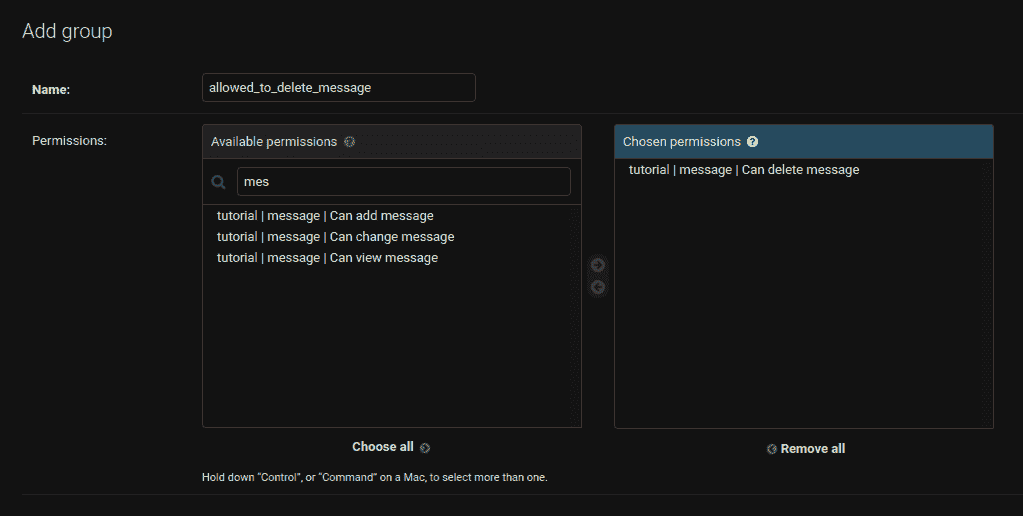 Add group
Name:
allowed_to_delete_message
Permissions:
Available permissions
mes
tutorial | message | Can add message
tutorial | message | Can change message
tutorial | message | Can view message
Choose all
Chosen permissions ?
tutorial | message | Can delete message
Remove all
Hold down “Control”, or “Command” on a Mac, to select more than one.